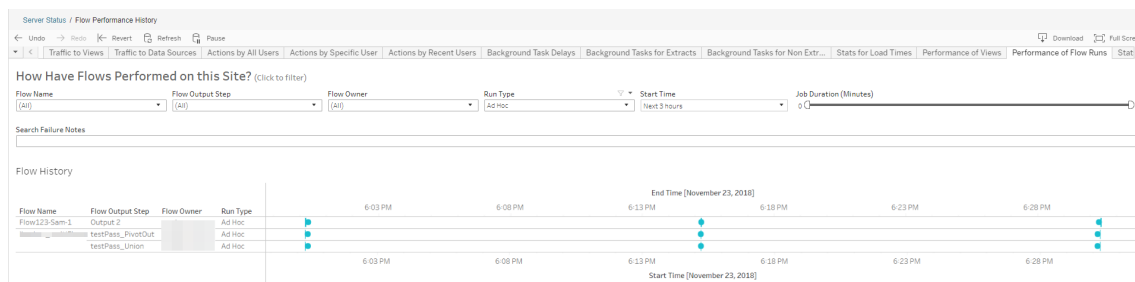 Server Status / Flow Performance History
← Undo → Redo Revert Refresh Pause Download Full Scre
Traffic to Views Traffic to Data Sources Actions by All Users Actions by Specific User Actions by Recent Users Background Task Delays Background Tasks for Extracts Background Tasks for Non Extr... Stats for Load Times Performance of Views Performance of Flow Runs Stat
How Have Flows Performed on this Site? (Click to filter)
Flow Name Flow Output Step Flow Owner Run Type Start Time Job Duration (Minutes)
(All) (All) (All) Ad Hoc Next 3 hours 0
Search Failure Notes
Flow History
End Time [November 23, 2018]
6:03 PM 6:08 PM 6:13 PM 6:18 PM 6:23 PM 6:28 PM
Flow Name Flow Output Step Flow Owner Run Type
Flow123-Sam-1 Output 2 Ad Hoc
testPass_PivotOut Ad Hoc
testPass_Union Ad Hoc
6:03 PM 6:08 PM 6:13 PM 6:18 PM 6:23 PM 6:28 PM
Start Time [November 23, 2018]